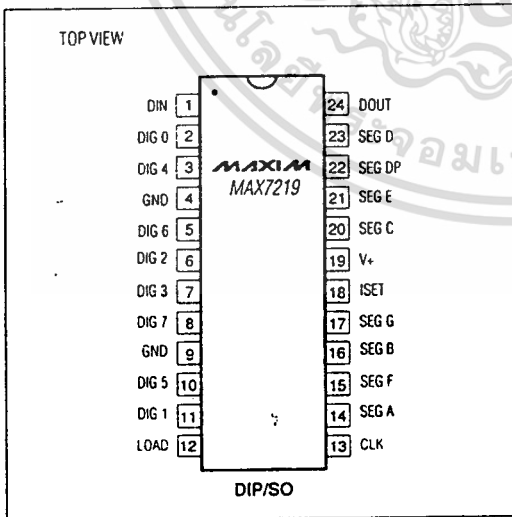 TOP VIEW
DIN 1
DIG 0 2
DIG 4 3
GND 4
DIG 6 5
DIG 2 6
DIG 3 7
DIG 7 8
GND 9
DIG 5 10
DIG 1 11
LOAD 12
MAXIM
MAX7219
24 DOUT
23 SEG D
22 SEG DP
21 SEG E
20 SEG C
19 V+
18 ISET
17 SEG G
16 SEG B
15 SEG F
14 SEG A
13 CLK
DIP/SO